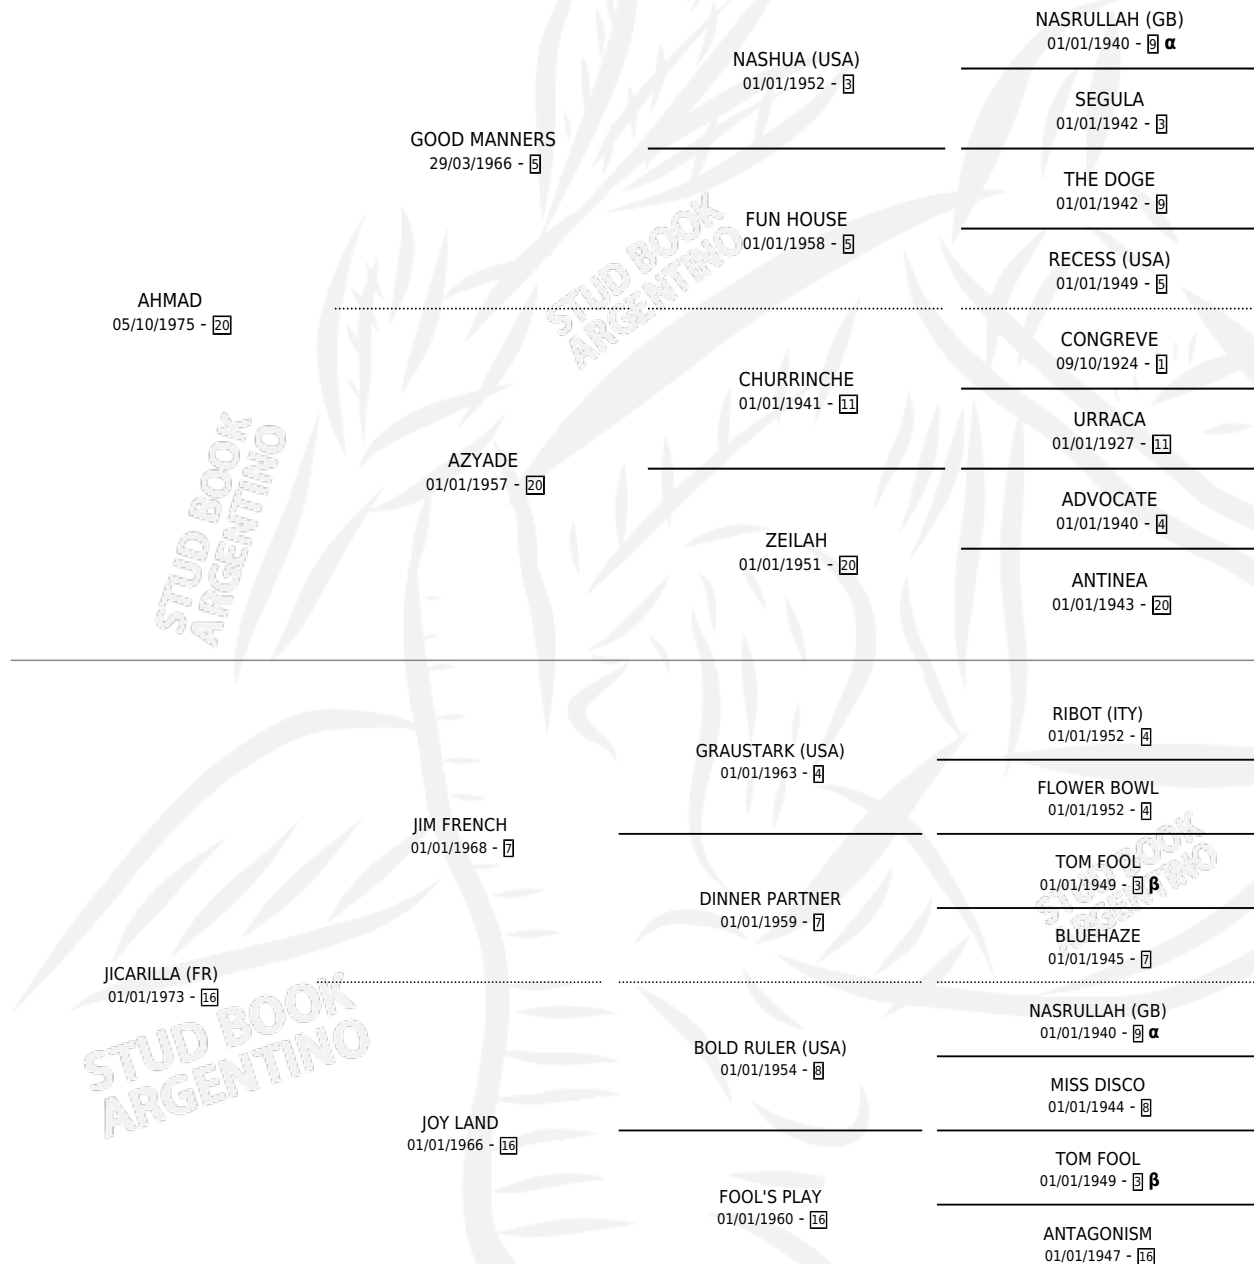 NASRULLAH (GB)
01/01/1940 - 9 α
NASHUA (USA)
01/01/1952 - 3
SEGULA
01/01/1942 - 3
GOOD MANNERS
29/03/1966 - 5
THE DOGE
01/01/1942 - 9
FUN HOUSE
01/01/1958 - 5
RECESS (USA)
01/01/1949 - 5
AHMAD
05/10/1975 - 20
CONGREVE
09/10/1924 - 1
CHURRINCHE
01/01/1941 - 11
URRACA
01/01/1927 - 11
AZYADE
01/01/1957 - 20
ADVOCATE
01/01/1940 - 4
ZEILAH
01/01/1951 - 20
ANTINEA
01/01/1943 - 20
RIBOT (ITY)
01/01/1952 - 4
GRAUSTARK (USA)
01/01/1963 - 4
FLOWER BOWL
01/01/1952 - 4
JIM FRENCH
01/01/1968 - 7
TOM FOOL
01/01/1949 - 3 β
DINNER PARTNER
01/01/1959 - 7
BLUEHAZE
01/01/1945 - 7
JICARILLA (FR)
01/01/1973 - 16
NASRULLAH (GB)
01/01/1940 - 9 α
BOLD RULER (USA)
01/01/1954 - 8
MISS DISCO
01/01/1944 - 8
JOY LAND
01/01/1966 - 16
TOM FOOL
01/01/1949 - 3 β
FOOL'S PLAY
01/01/1960 - 16
ANTAGONISM
01/01/1947 - 16
STUD BOOK
ARGENTINO
STUD BOOK
ARGENTINO
STUD BOOK
ARGENTINO
STUD BOOK
ARGENTINO